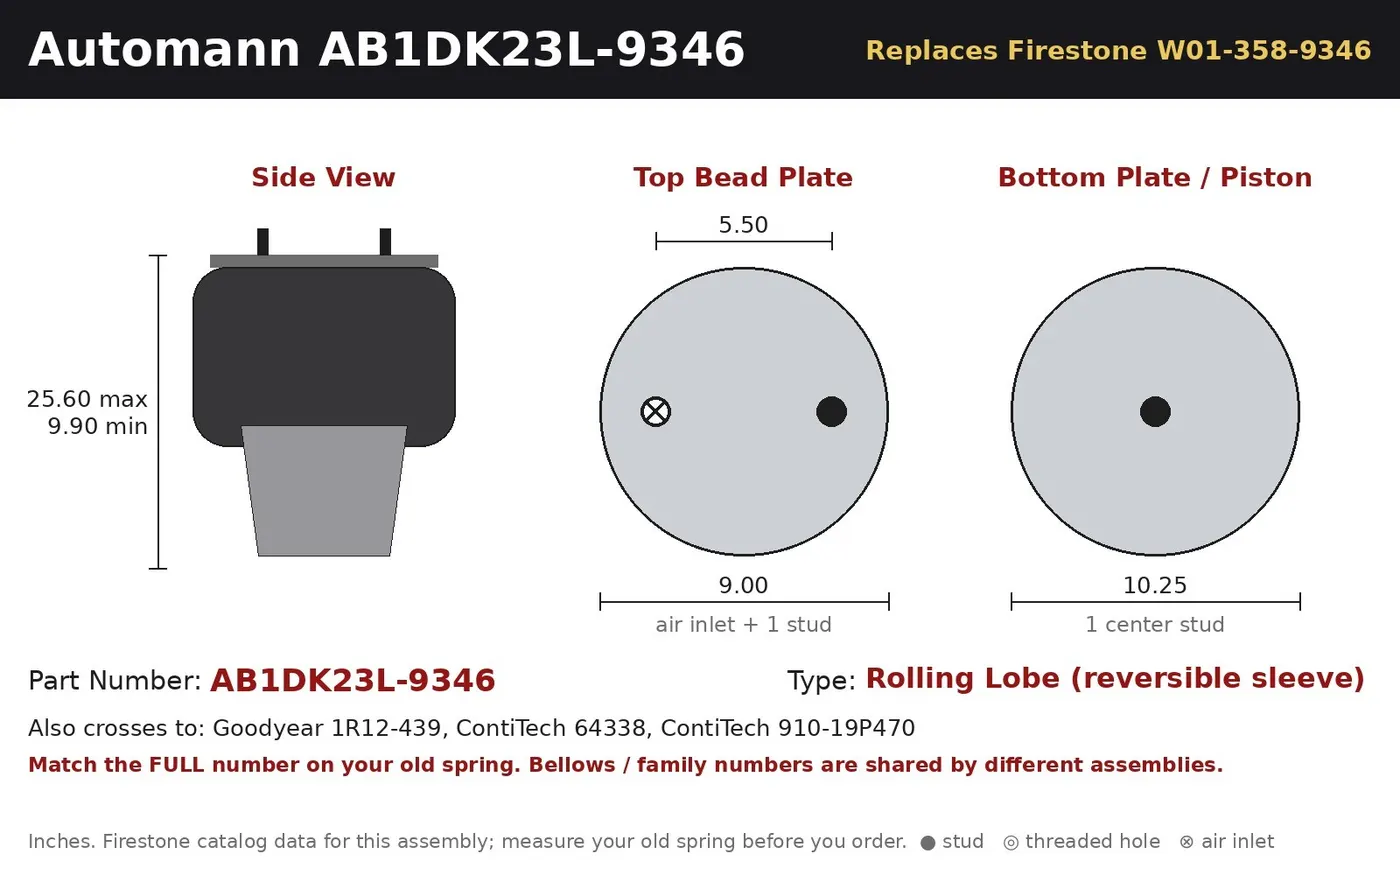 Automann AB1DK23L-9346
Replaces Firestone W01-358-9346
Side View
Top Bead Plate
Bottom Plate / Piston
5.50
25.60 max
9.90 min
9.00
air inlet + 1 stud
10.25
1 center stud
Part Number: AB1DK23L-9346
Type: Rolling Lobe (reversible sleeve)
Also crosses to: Goodyear 1R12-439, ContiTech 64338, ContiTech 910-19P470
Match the FULL number on your old spring. Bellows / family numbers are shared by different assemblies.
Inches. Firestone catalog data for this assembly; measure your old spring before you order. ● stud ◎ threaded hole ⊗ air inlet